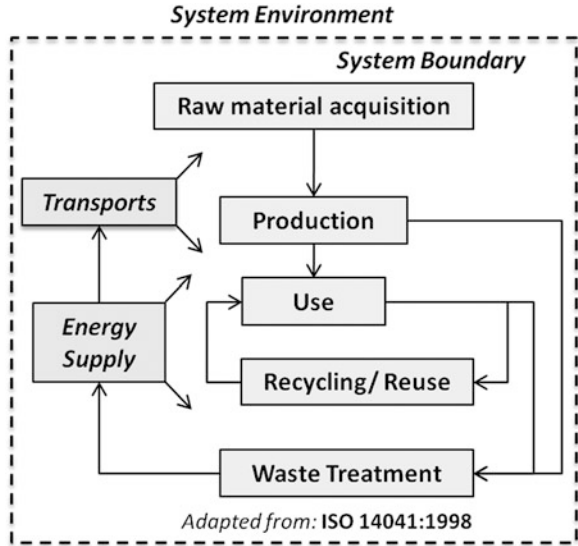 System Environment
System Boundary
Raw material acquisition
Transports
Production
Use
Energy
Supply
Recycling/ Reuse
Waste Treatment
Adapted from: ISO 14041:1998